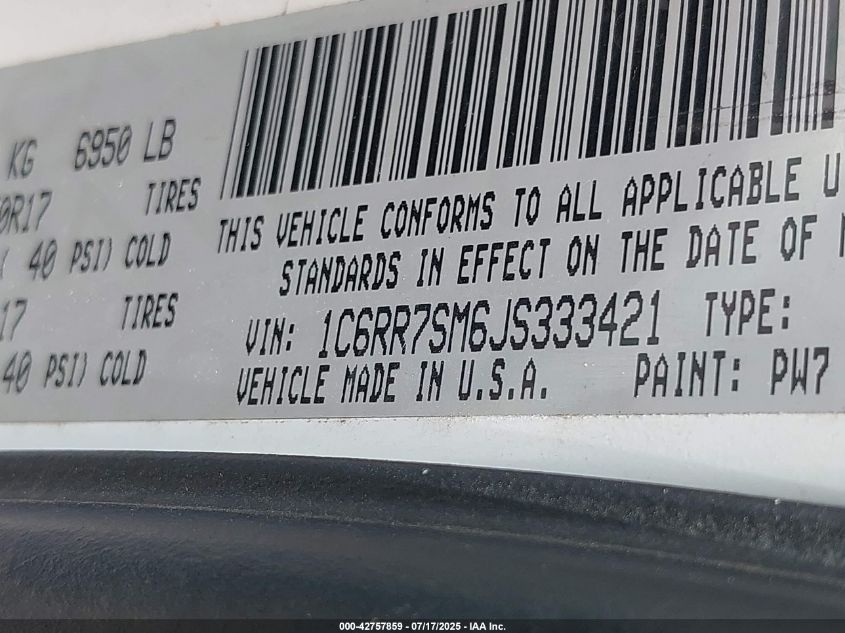 KG 6950 LB
0R17 TIRES
40 PSI) COLD
17 TIRES
40 PSI) COLD
THIS VEHICLE CONFORMS TO ALL APPLICABLE U
STANDARDS IN EFFECT ON THE DATE OF
VIN: 1C6RR7SM6JS333421 TYPE:
VEHICLE MADE IN U.S.A. PAINT: PW7
000-42757859 - 07/17/2025 - IAA Inc.